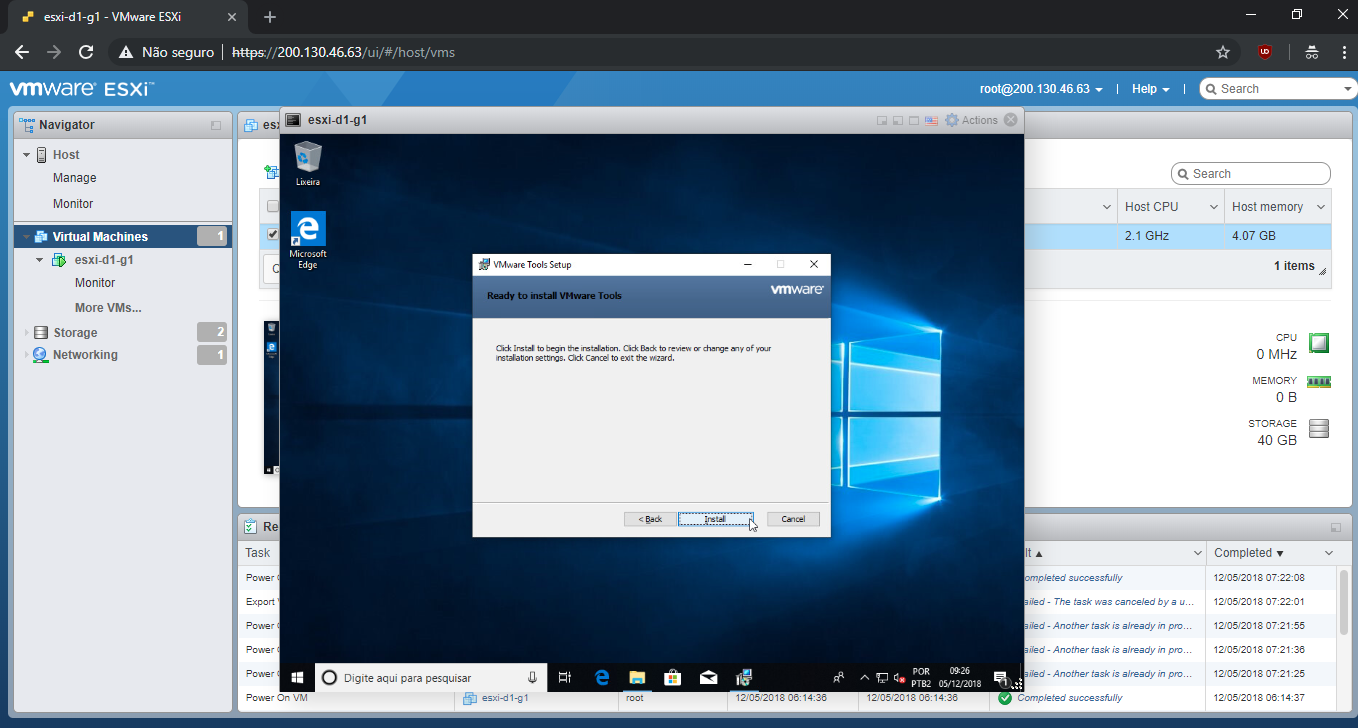 esxi-d1-g1 - VMware ESXi
Não seguro https://200.130.46.63/ui/#/host/vms
vmware ESXi™
root@200.130.46.63
Help
Search
Navigator
Host
Manage
Monitor
Virtual Machines 1
esxi-d1-g1
Monitor
More VMs...
Storage 2
Networking 1
esxi-d1-g1
Actions
Search
Host CPU
Host memory
2.1 GHz
4.07 GB
1 items
CPU
0 MHz
MEMORY
0 B
STORAGE
40 GB
Lixeira
Microsoft
Edge
VMware Tools Setup
Ready to install VMware Tools
vmware
Click Install to begin the installation. Click Back to review or change any of your
installation settings. Click Cancel to exit the wizard.
< Back
Install
Cancel
Digite aqui para pesquisar
POR
PTB2
09:26
05/12/2018
1
Task
Completed
Power
ompleted successfully
12/05/2018 07:22:08
Export
ailed - The task was canceled by a u...
12/05/2018 07:22:01
Power
ailed - Another task is already in pro...
12/05/2018 07:21:55
Power
ailed - Another task is already in pro...
12/05/2018 07:21:36
Power
ailed - Another task is already in pro...
12/05/2018 07:21:25
Power On VM
esxi-d1-g1
root
12/05/2018 06:14:36
12/05/2018 06:14:36
Completed successfully
12/05/2018 06:14:37